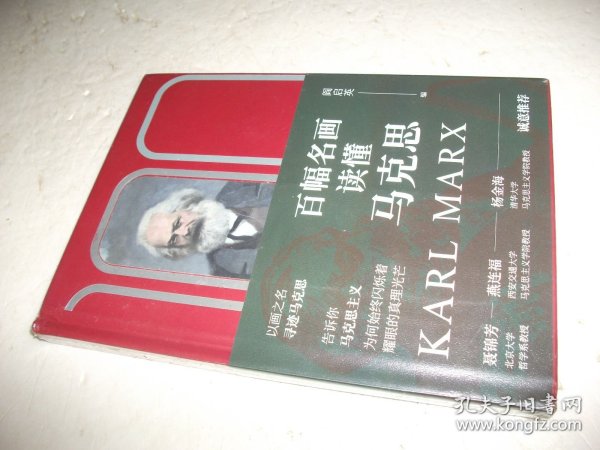 阎启英 编
百幅名画
读懂
马克思
KARL MARX
以画之名
寻迹马克思
告诉你
马克思主义
为何始终闪烁着
耀眼的真理光芒
聂锦芳
北京大学
哲学系教授
燕连福
西安交通大学
马克思主义学院教授
杨金海
清华大学
马克思主义学院教授
诚意推荐
孔夫子旧书网
www.kongfz.com